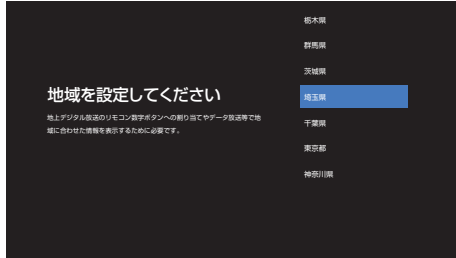 地域を設定してください
地上デジタル放送のリモコン数字ボタンへの割り当てやデータ放送等で地
域に合わせた情報を表示するために必要です。
栃木県
群馬県
茨城県
埼玉県
千葉県
東京都
神奈川県